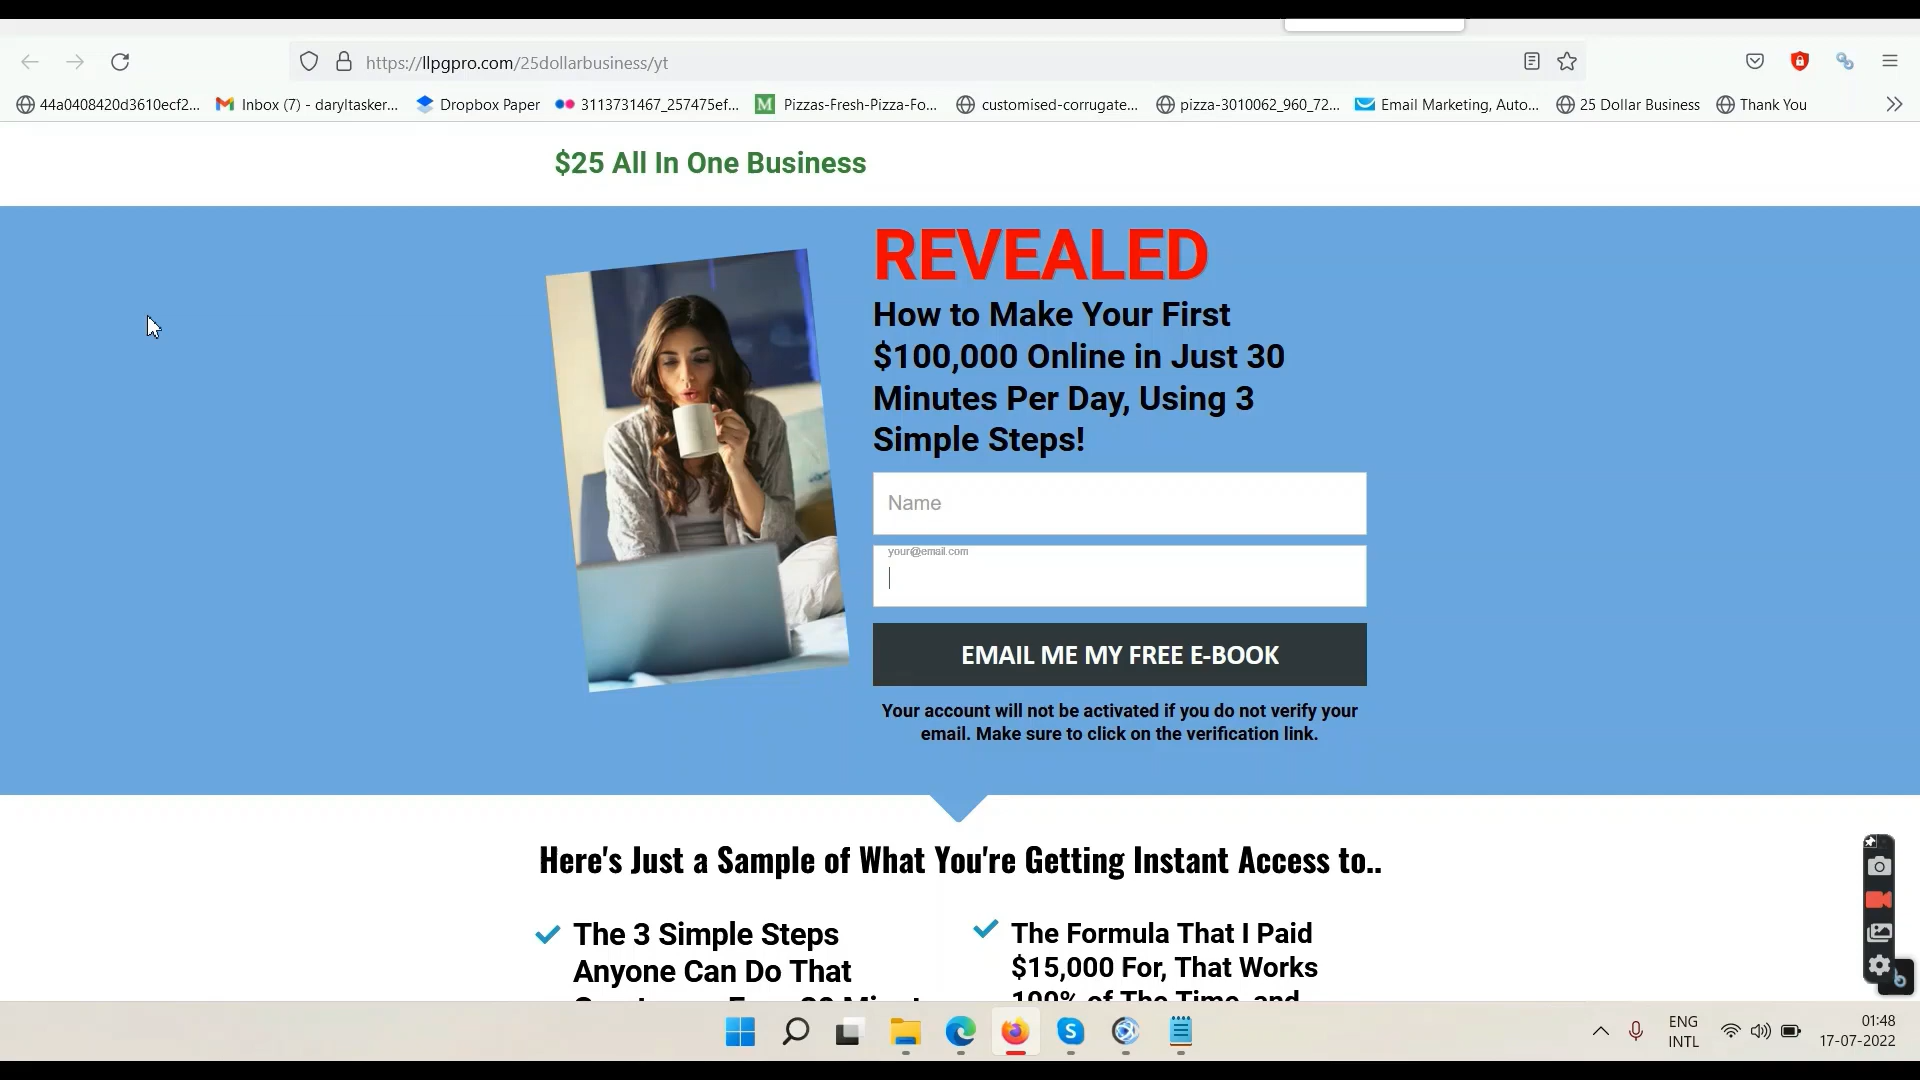 https://llpgpro.com/25dollarbusiness/yt
44a0408420d3610ecf2...
Inbox (7) - daryltasker...
Dropbox Paper
3113731467_257475ef...
M
Pizzas-Fresh-Pizza-Fo...
customised-corrugate...
pizza-3010062_960_72...
Email Marketing, Auto...
25 Dollar Business
Thank You
$25 All In One Business
REVEALED
How to Make Your First
$100,000 Online in Just 30
Minutes Per Day, Using 3
Simple Steps!
Name
your@email.com
EMAIL ME MY FREE E-BOOK
Your account will not be activated if you do not verify your
email. Make sure to click on the verification link.
Here's Just a Sample of What You're Getting Instant Access to..
The 3 Simple Steps
Anyone Can Do That
The Formula That I Paid
$15,000 For, That Works
100% of The Time, and
ENG
INTL
01:48
17-07-2022